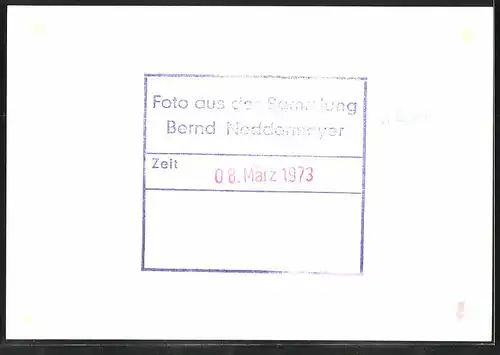 Foto aus der Sammlung
Bernd Neddermeyer
Zeit
08. März 1973